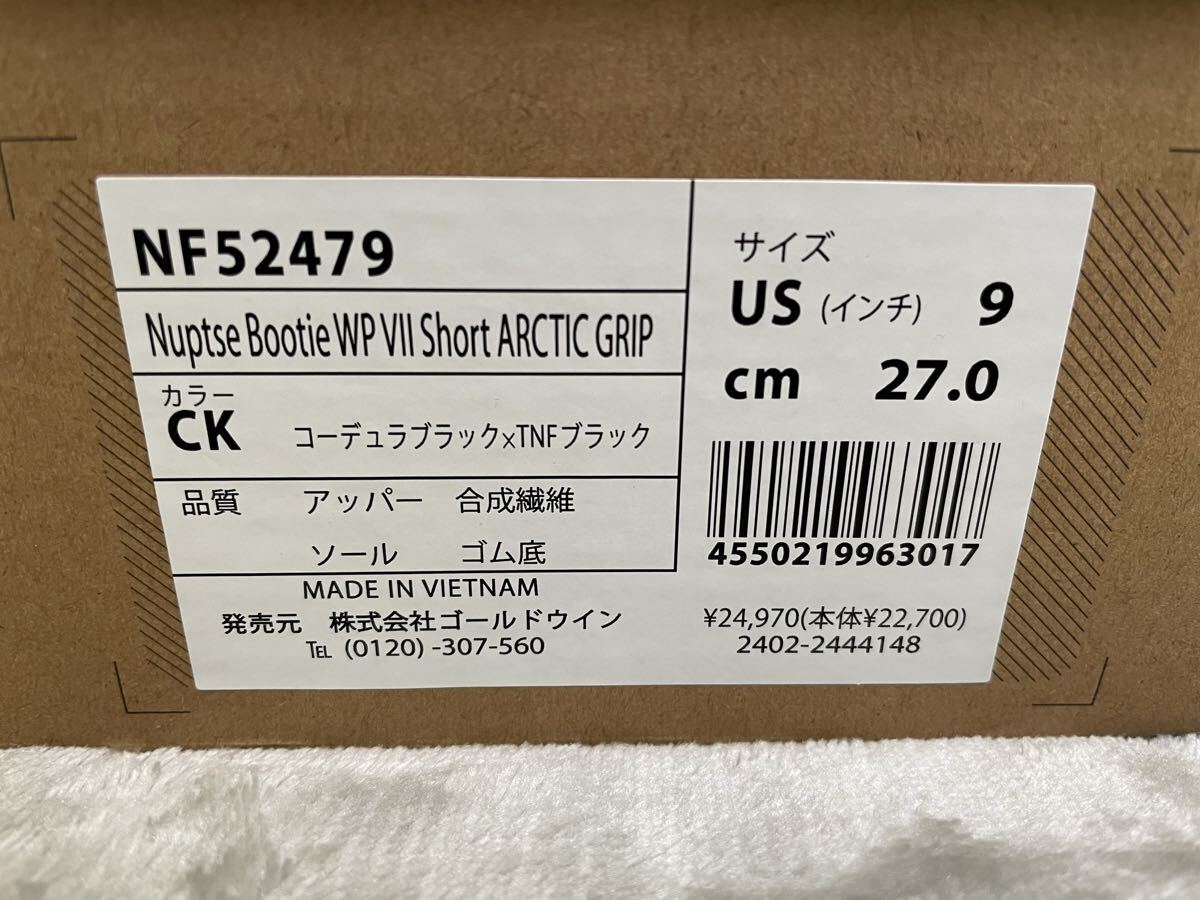 NF52479
Nuptse Bootie WP VII Short ARCTIC GRIP
カラー
CK コーデュラブラック×TNFブラック
品質 アッパー 合成繊維
ソール ゴム底
MADE IN VIETNAM
発売元 株式会社ゴールドウイン
TEL (0120) -307-560
サイズ
US (インチ) 9
cm 27.0
4550219963017
¥24,970(本体¥22,700)
2402-2444148